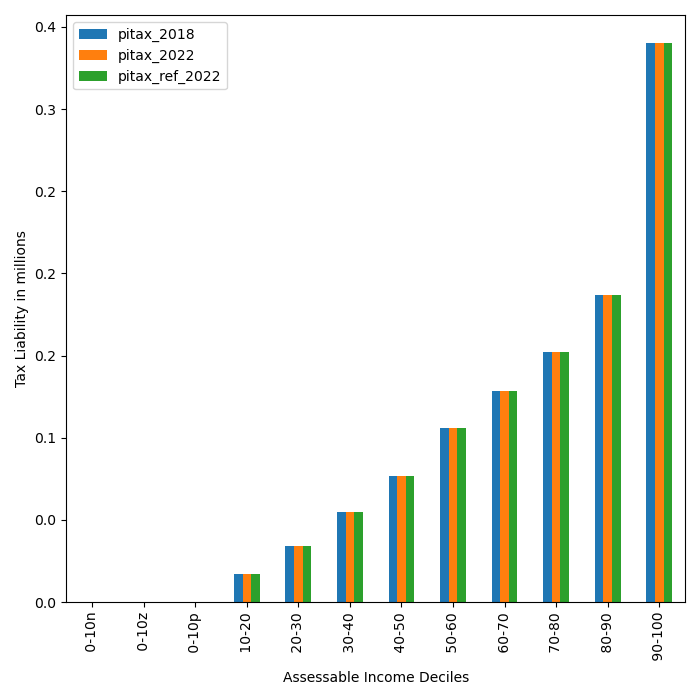 pitax_2018
pitax_2022
pitax_ref_2022
0.4
0.3
0.2
0.2
0.2
0.1
0.0
0.0
Tax Liability in millions
0-10n
0-10z
0-10p
10-20
20-30
30-40
40-50
50-60
60-70
70-80
80-90
90-100
Assessable Income Deciles